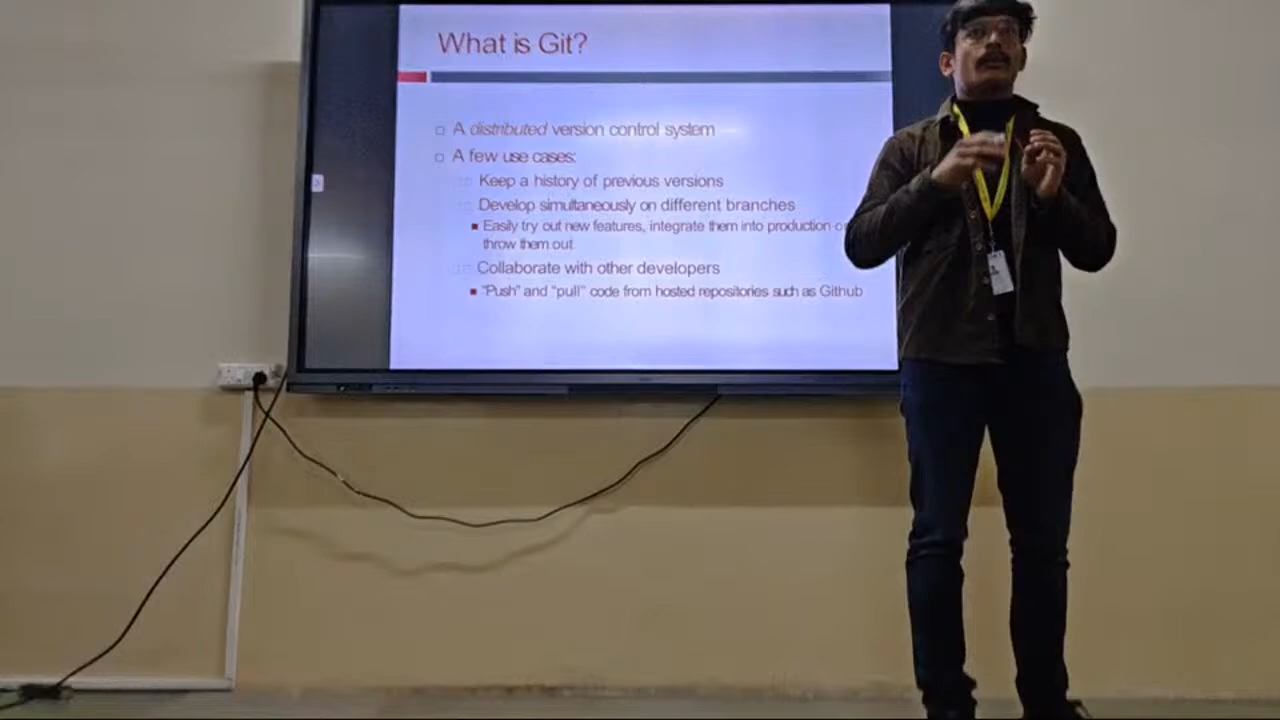 What is Git?
A distributed version control system
A few use cases:
Keep a history of previous versions
Develop simultaneously on different branches
Easily try out new features, integrate them into production or
throw them out
Collaborate with other developers
"Push" and "pull" code from hosted repositories such as Github